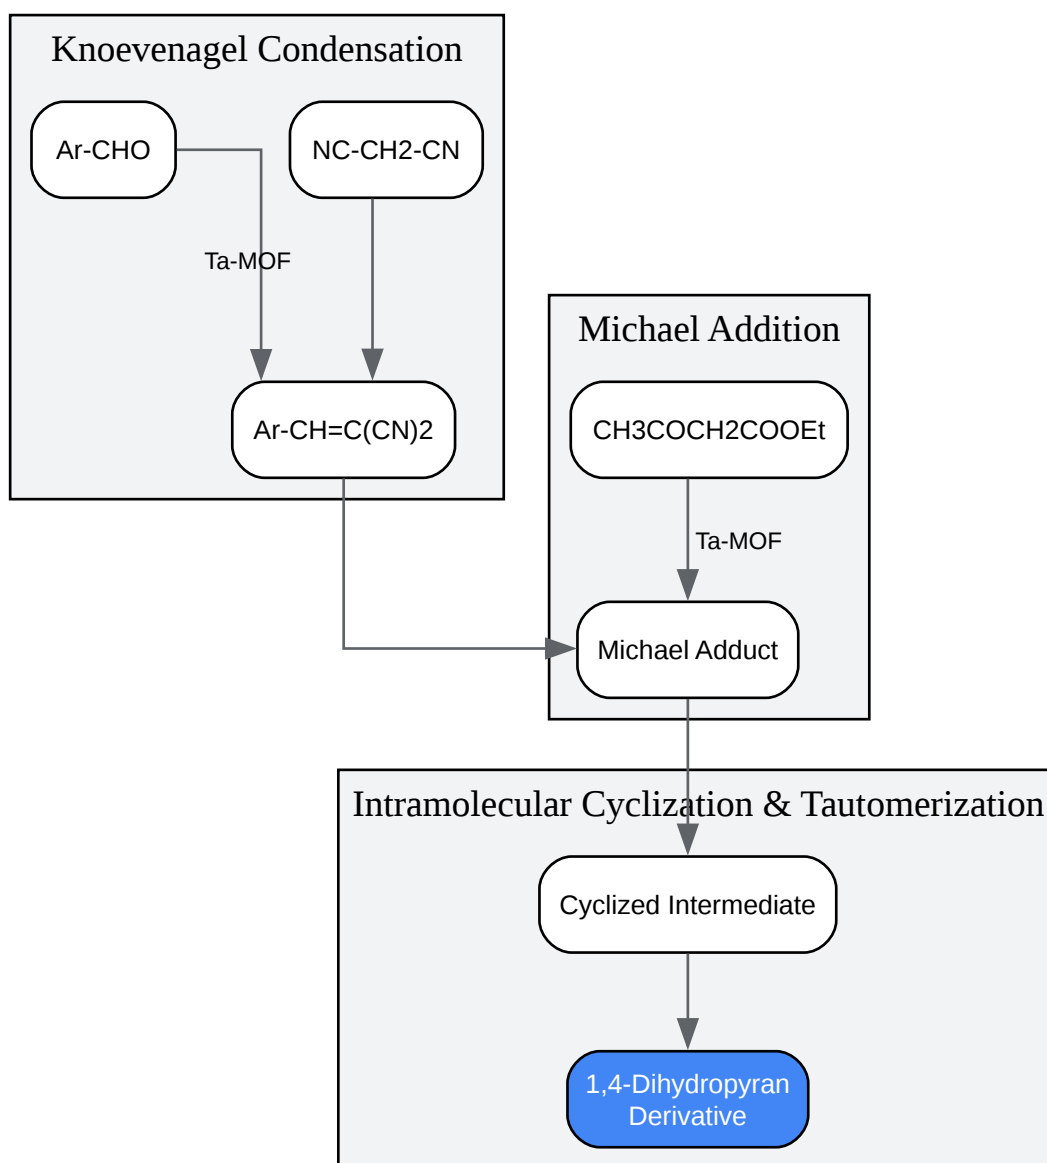 Knoevenagel Condensation
Ar-CHO
NC-CH2-CN
Ta-MOF
Ar-CH=C(CN)2
Michael Addition
CH3COCH2COOEt
Ta-MOF
Michael Adduct
Intramolecular Cyclization & Tautomerization
Cyclized Intermediate
1,4-Dihydropyran
Derivative